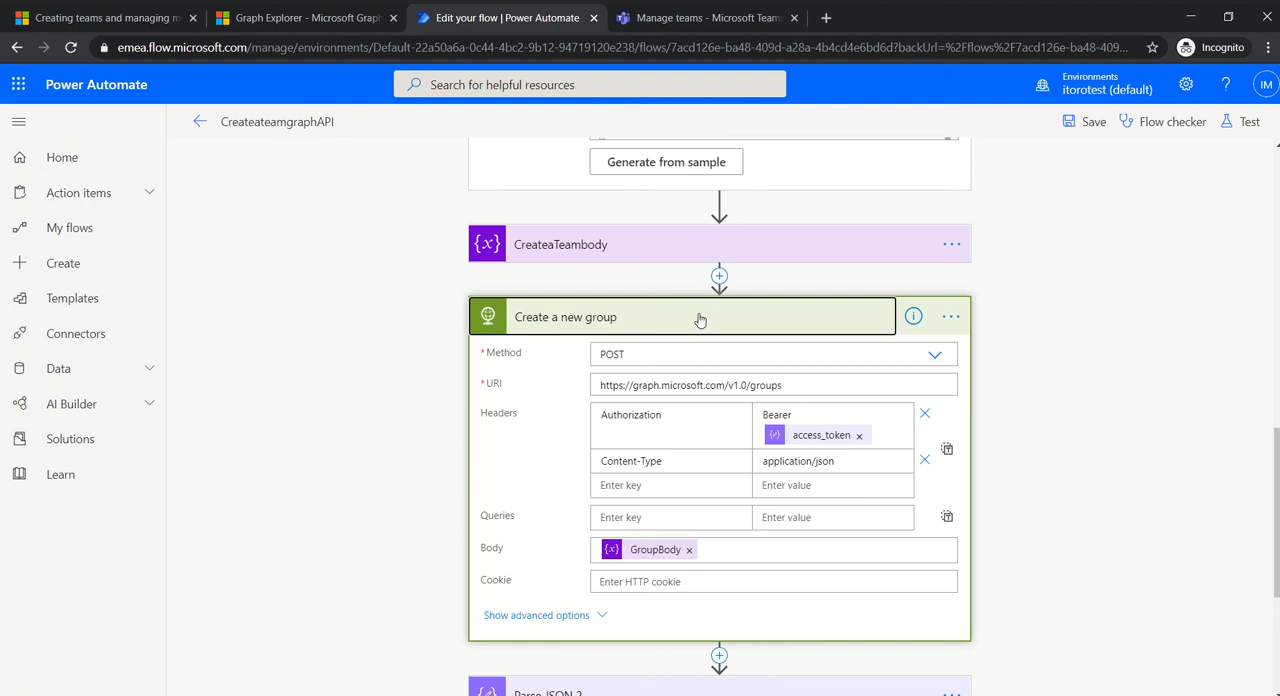 Creating teams and managing m
Graph Explorer - Microsoft Grap
Edit your flow | Power Automate
Manage teams - Microsoft Teams
emea.flow.microsoft.com/manage/environments/Default-22a50a6a-0c44-4bc2-9b12-94719120e238/flows/7acd126e-ba48-409d-a28a-4b4cd4e6bd6d?backUrl=%2Fflows%2F7acd126e-ba48-409...
Incognito
Power Automate
Search for helpful resources
Environments
itorotest (default)
IM
CreateateamgraphAPI
Save
Flow checker
Test
Home
Action items
My flows
Create
Templates
Connectors
Data
AI Builder
Solutions
Learn
Generate from sample
{x} CreateaTeambody
Create a new group
* Method
POST
* URI
https://graph.microsoft.com/v1.0/groups
Headers
Authorization
Bearer
access_token
Content-Type
application/json
Enter key
Enter value
Queries
Enter key
Enter value
Body
{x} GroupBody
Cookie
Enter HTTP cookie
Show advanced options
Parse JSON 2